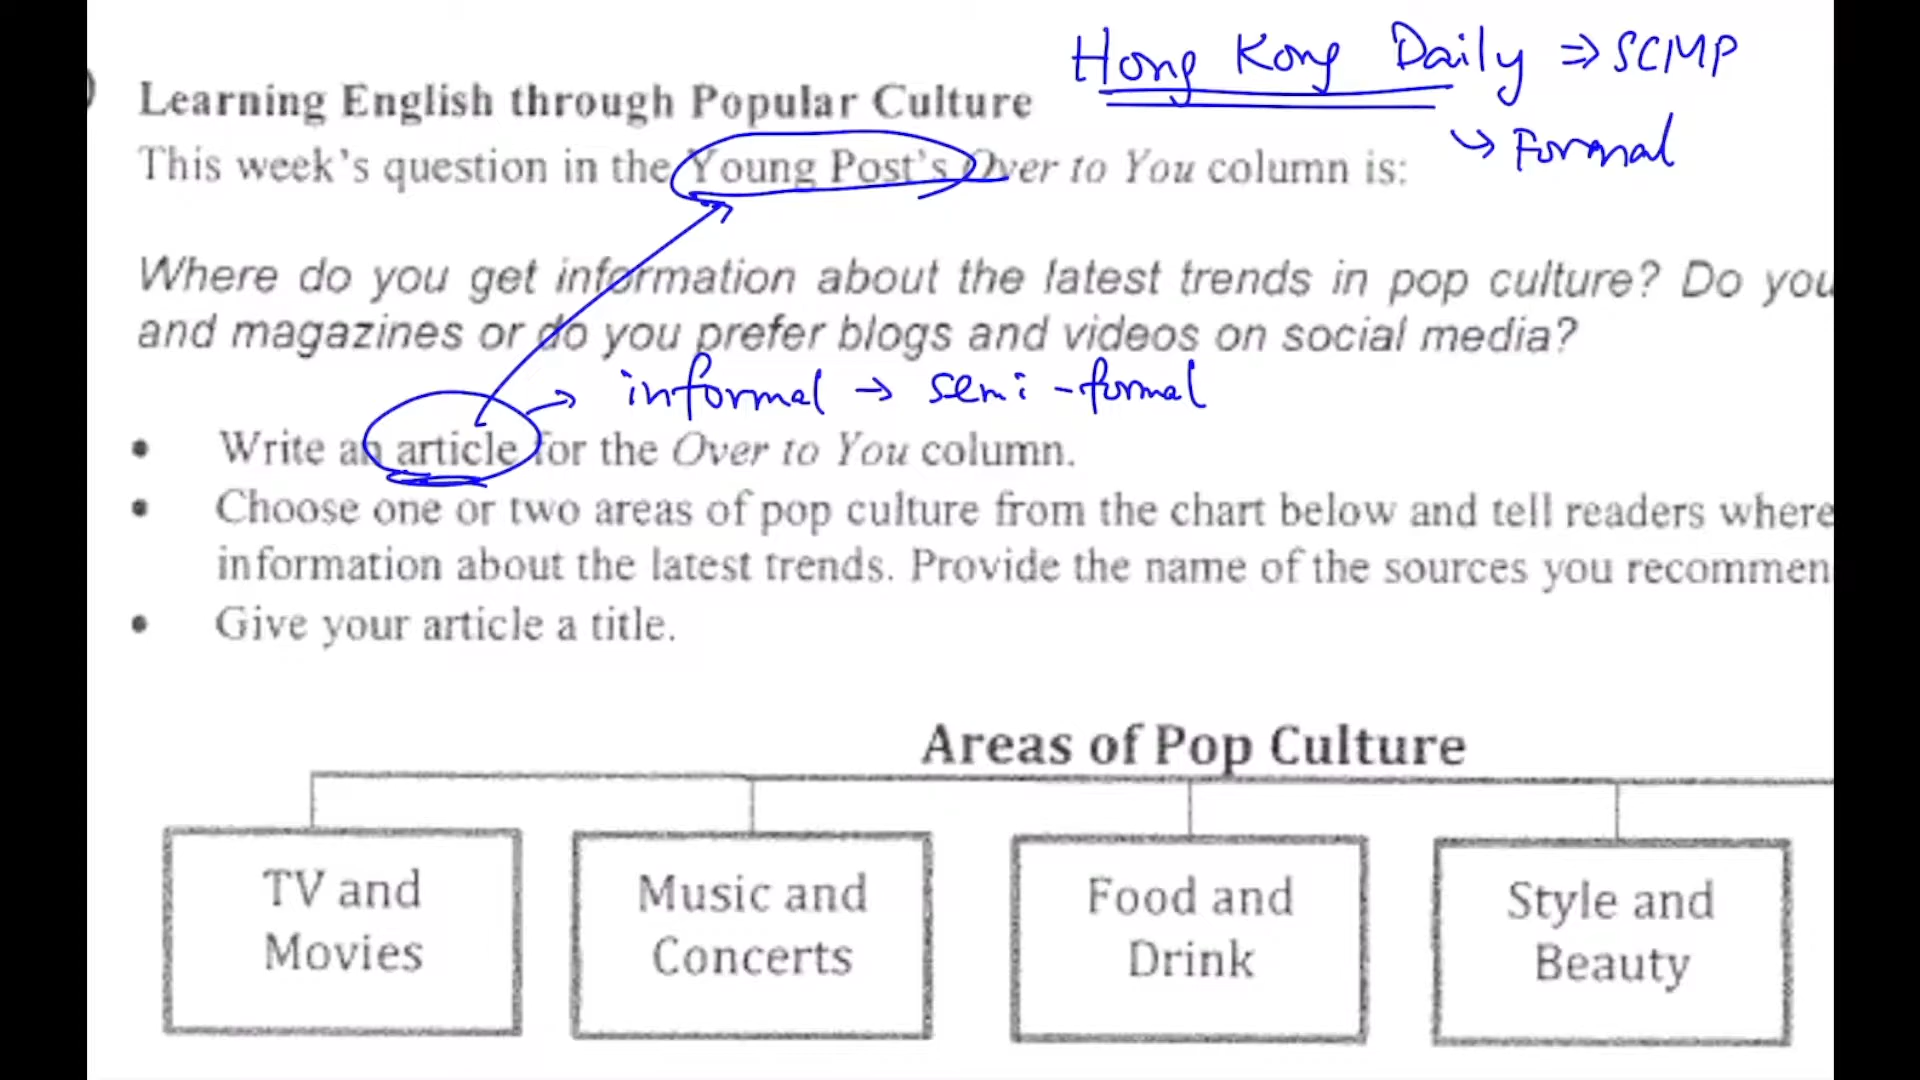 Hong Kong Daily ⇒ SCMP
Learning English through Popular Culture
↳ Formal
This week's question in the Young Post's Over to You column is:
Where do you get information about the latest trends in pop culture? Do you
and magazines or do you prefer blogs and videos on social media?
→ informal → semi-formal
Write an article for the Over to You column.
Choose one or two areas of pop culture from the chart below and tell readers where
information about the latest trends. Provide the name of the sources you recommen
Give your article a title.
Areas of Pop Culture
TV and
Movies
Music and
Concerts
Food and
Drink
Style and
Beauty